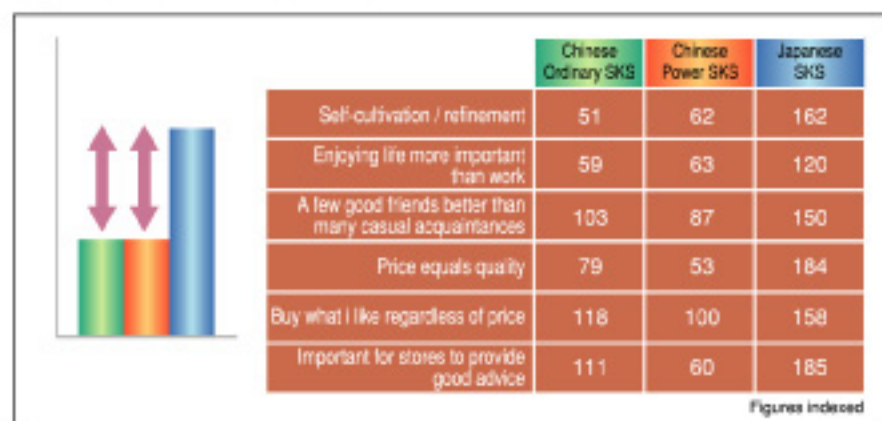 Chinese Ordinary SKS Chinese Power SKS Japanese SKS
Self-cultivation / refinement 51 62 162
Enjoying life more important
than work 59 63 120
A few good friends better than
many casual acquaintances 103 87 150
Price equals quality 79 53 184
Buy what I like regardless of price 118 100 158
Important for stores to provide
good advice 111 60 185
Figures indexed